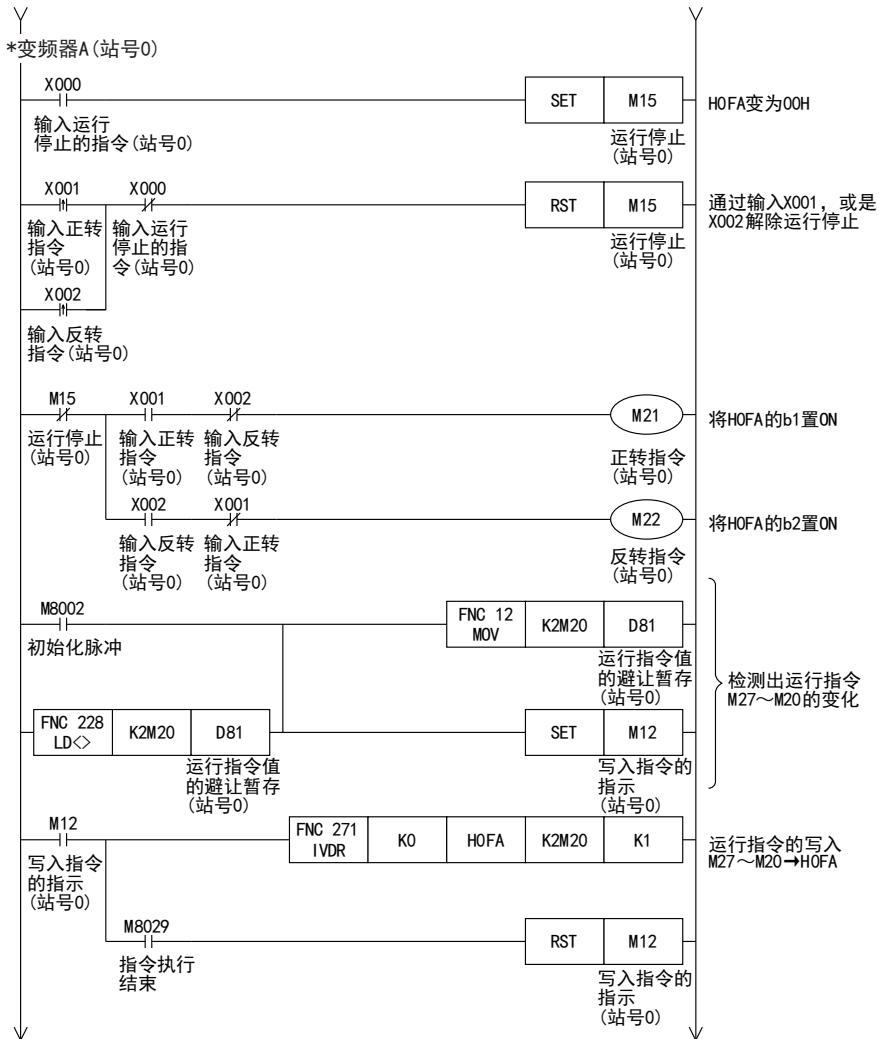 *变频器A(站号0)
X000
SET M15
H0FA变为00H
输入运行
停止的指令(站号0)
运行停止
(站号0)
X001 X000
RST M15
通过输入X001，或是
X002解除运行停止
输入正转
指令
(站号0)
输入运行
停止的指
令(站号0)
运行停止
(站号0)
X002
输入反转
指令(站号0)
M15 X001 X002
M21
将H0FA的b1置ON
运行停止
(站号0)
输入正转
指令
(站号0)
输入反转
指令
(站号0)
正转指令
(站号0)
X002 X001
M22
将H0FA的b2置ON
输入反转
指令
(站号0)
输入正转
指令
(站号0)
反转指令
(站号0)
M8002
FNC 12
MOV
K2M20 D81
初始化脉冲
运行指令值
的避让暂存
(站号0)
检测出运行指令
M27～M20的变化
FNC 228
LD<>
K2M20 D81
SET M12
运行指令值
的避让暂存
(站号0)
写入指令的
指示
(站号0)
M12
FNC 271
IVDR
K0 H0FA K2M20 K1
运行指令的写入
M27～M20→H0FA
写入指令
的指示
(站号0)
M8029
RST M12
指令执行
结束
写入指令的
指示
(站号0)